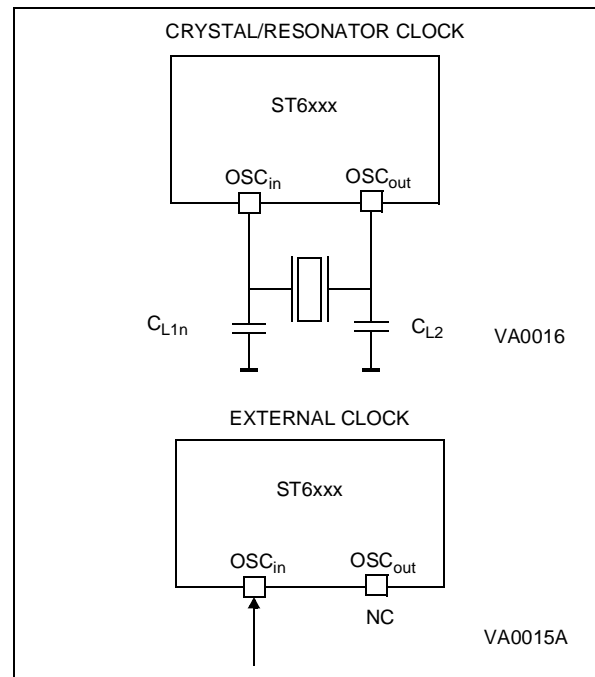 CRYSTAL/RESONATOR CLOCK
ST6xxx
OSCin OSCout
CL1n CL2
VA0016
EXTERNAL CLOCK
ST6xxx
OSCin OSCout
NC
VA0015A